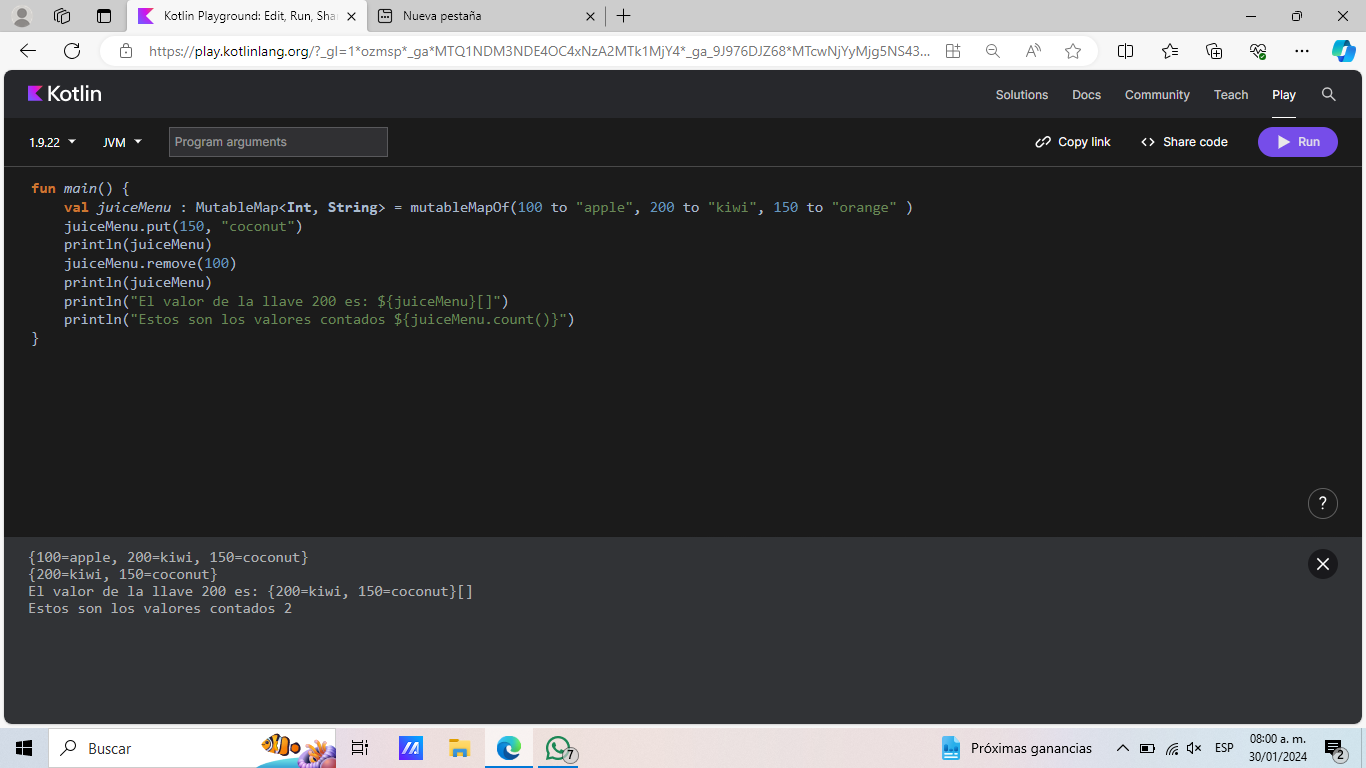 Kotlin Playground: Edit, Run, Sha
Nueva pestaña
https://play.kotlinlang.org/?_gl=1*ozmsp*_ga*MTQ1NDM3NDE4OC4xNzA2MTk1MjY4*_ga_9J976DJZ68*MTcwNjYyMjg5NS43...
Kotlin
Solutions Docs Community Teach Play
1.9.22 JVM Program arguments Copy link Share code Run
fun main() {
    val juiceMenu : MutableMap<Int, String> = mutableMapOf(100 to "apple", 200 to "kiwi", 150 to "orange" )
    juiceMenu.put(150, "coconut")
    println(juiceMenu)
    juiceMenu.remove(100)
    println(juiceMenu)
    println("El valor de la llave 200 es: ${juiceMenu}[]")
    println("Estos son los valores contados ${juiceMenu.count()}")
}
?
{100=apple, 200=kiwi, 150=coconut}
{200=kiwi, 150=coconut}
El valor de la llave 200 es: {200=kiwi, 150=coconut}[]
Estos son los valores contados 2
Buscar
7
Próximas ganancias
ESP
08:00 a. m.
30/01/2024
2